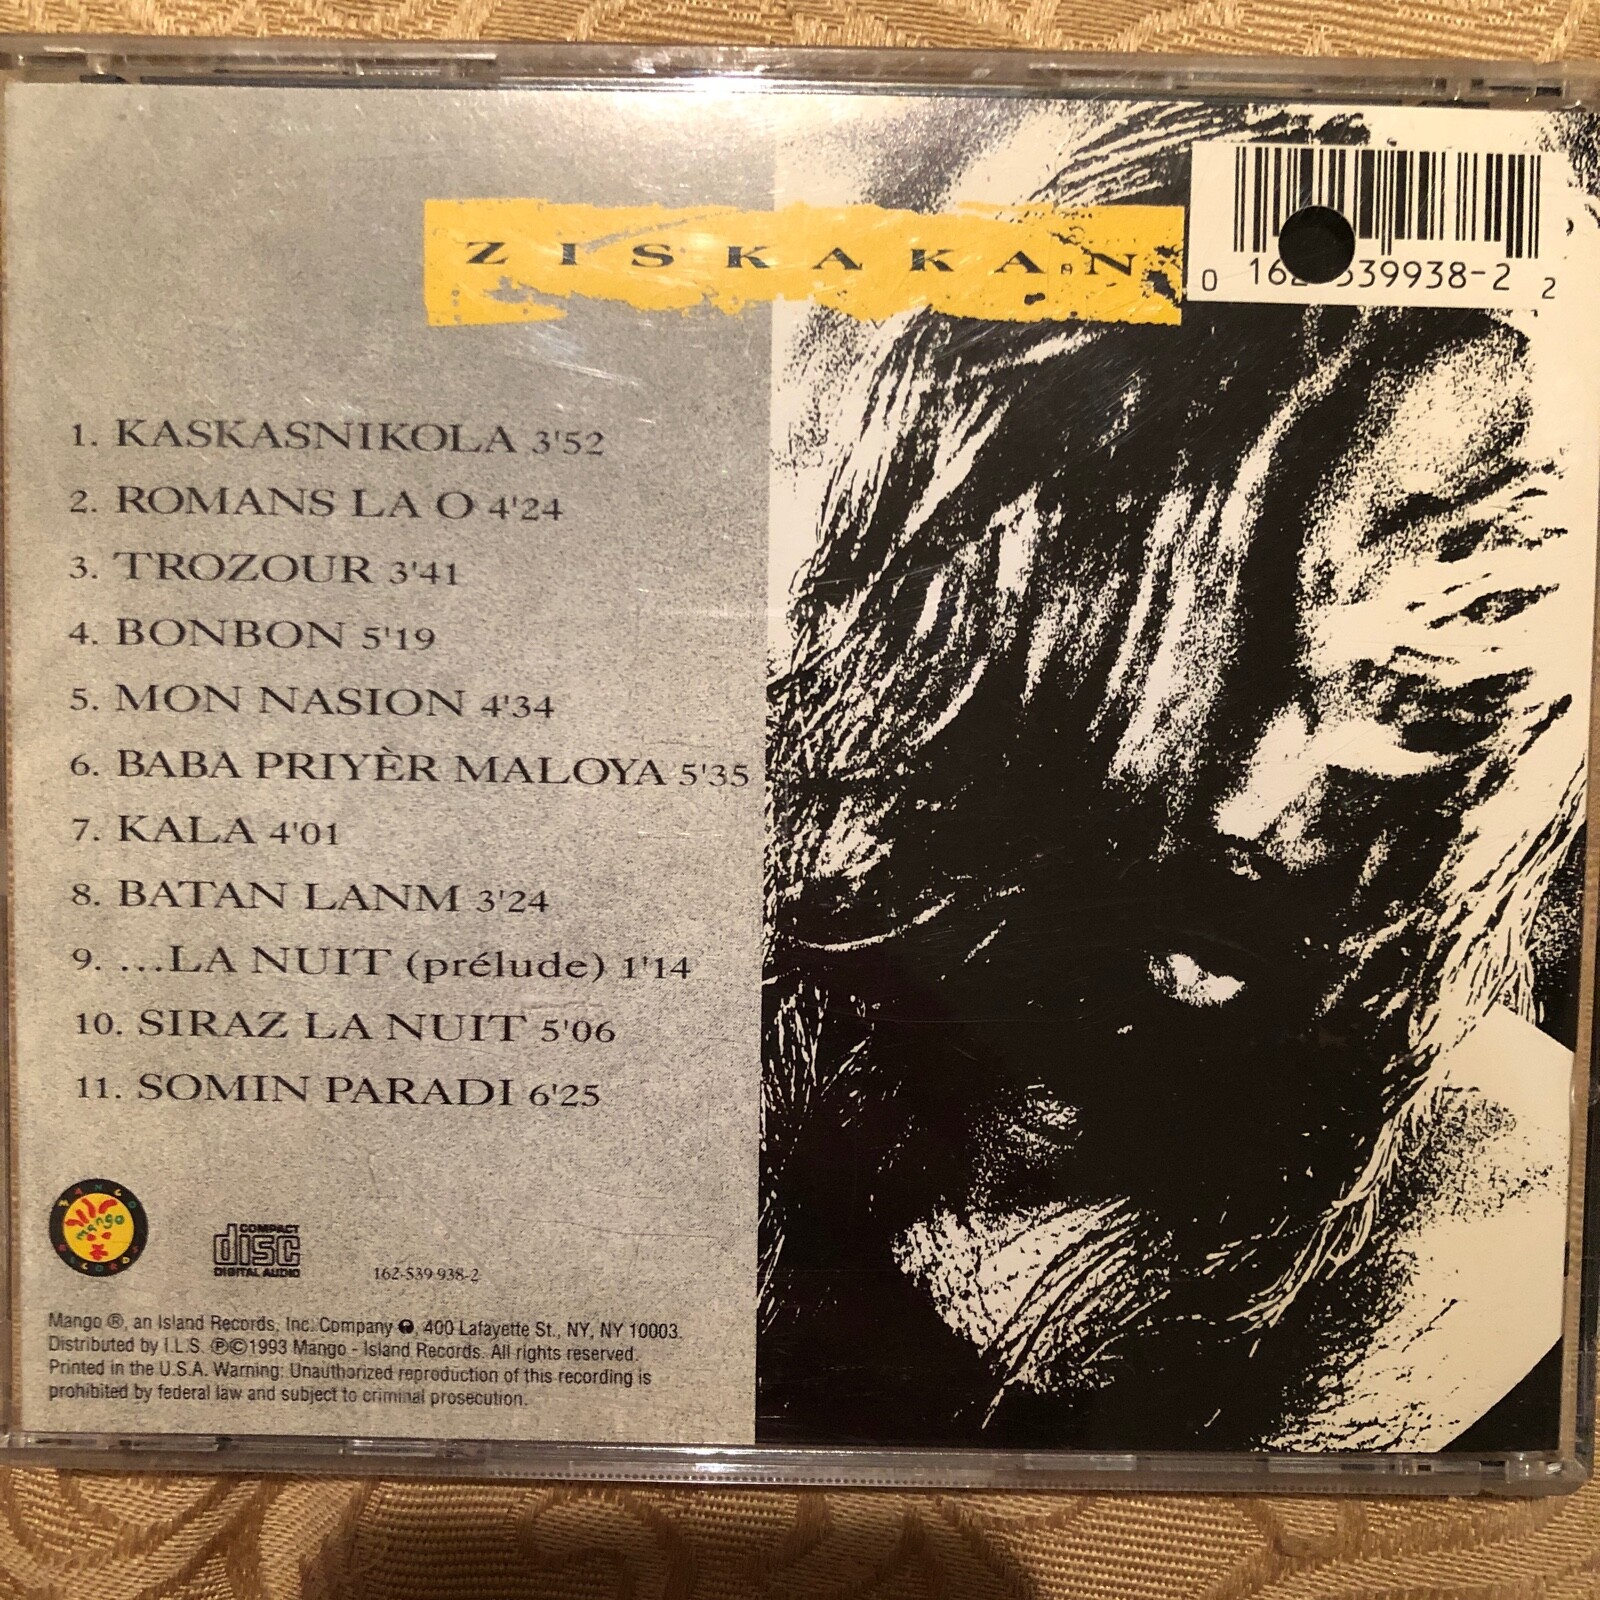 ZISKAKAN
0 16 539938-2 2
1. KASKASNIKOLA 3'52
2. ROMANS LA O 4'24
3. TROZOUR 3'41
4. BONBON 5'19
5. MON NASION 4'34
6. BABA PRIYÈR MALOYA 5'35
7. KALA 4'01
8. BATAN LANM 3'24
9. ...LA NUIT (prélude) 1'14
10. SIRAZ LA NUIT 5'06
11. SOMIN PARADI 6'25
MANGO
mango
RECORDS
COMPACT
disc
DIGITAL AUDIO
162-539 938-2
Mango ®, an Island Records, Inc. Company, 400 Lafayette St., NY, NY 10003.
Distributed by I.L.S. ℗©1993 Mango - Island Records. All rights reserved.
Printed in the U.S.A. Warning: Unauthorized reproduction of this recording is
prohibited by federal law and subject to criminal prosecution.